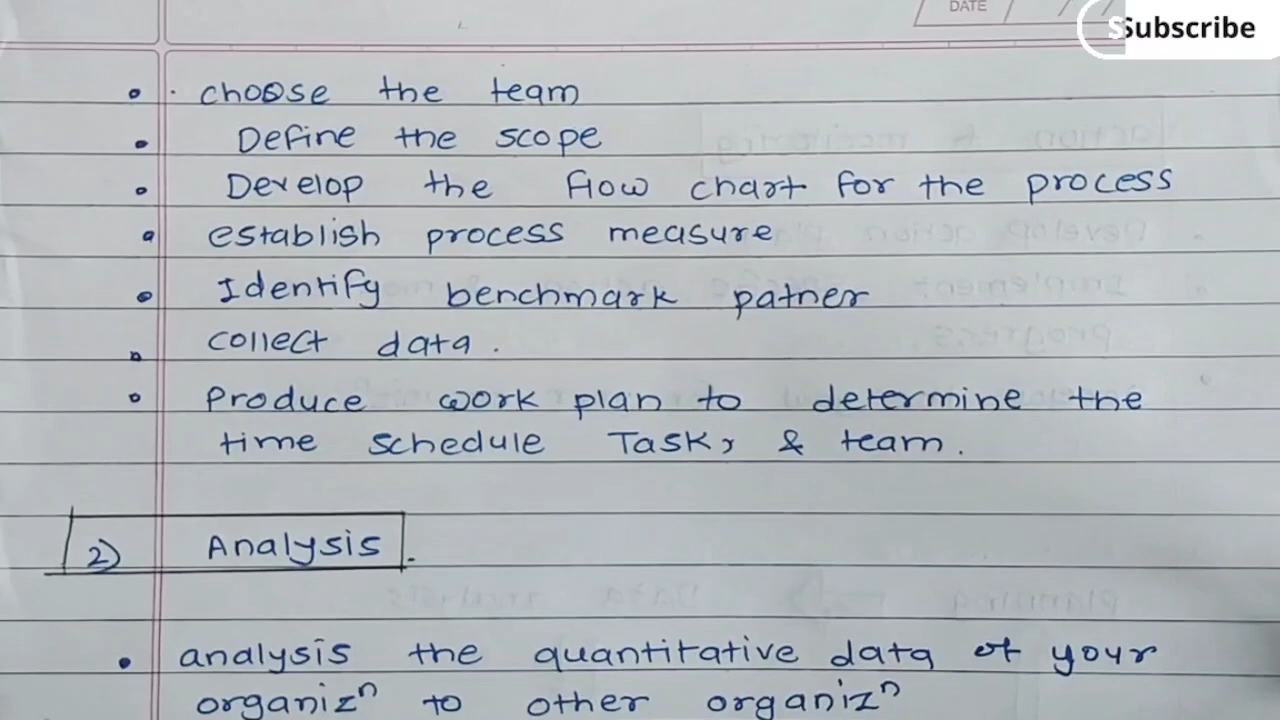 DATE
Subscribe
• choose the team
• Define the scope
• Develop the flow chart for the process
• establish process measure
• Identify benchmark patner
• collect data.
• Produce work plan to determine the
time schedule Task, & team.
2) Analysis.
• analysis the quantitative data of your
organizⁿ to other organizⁿ